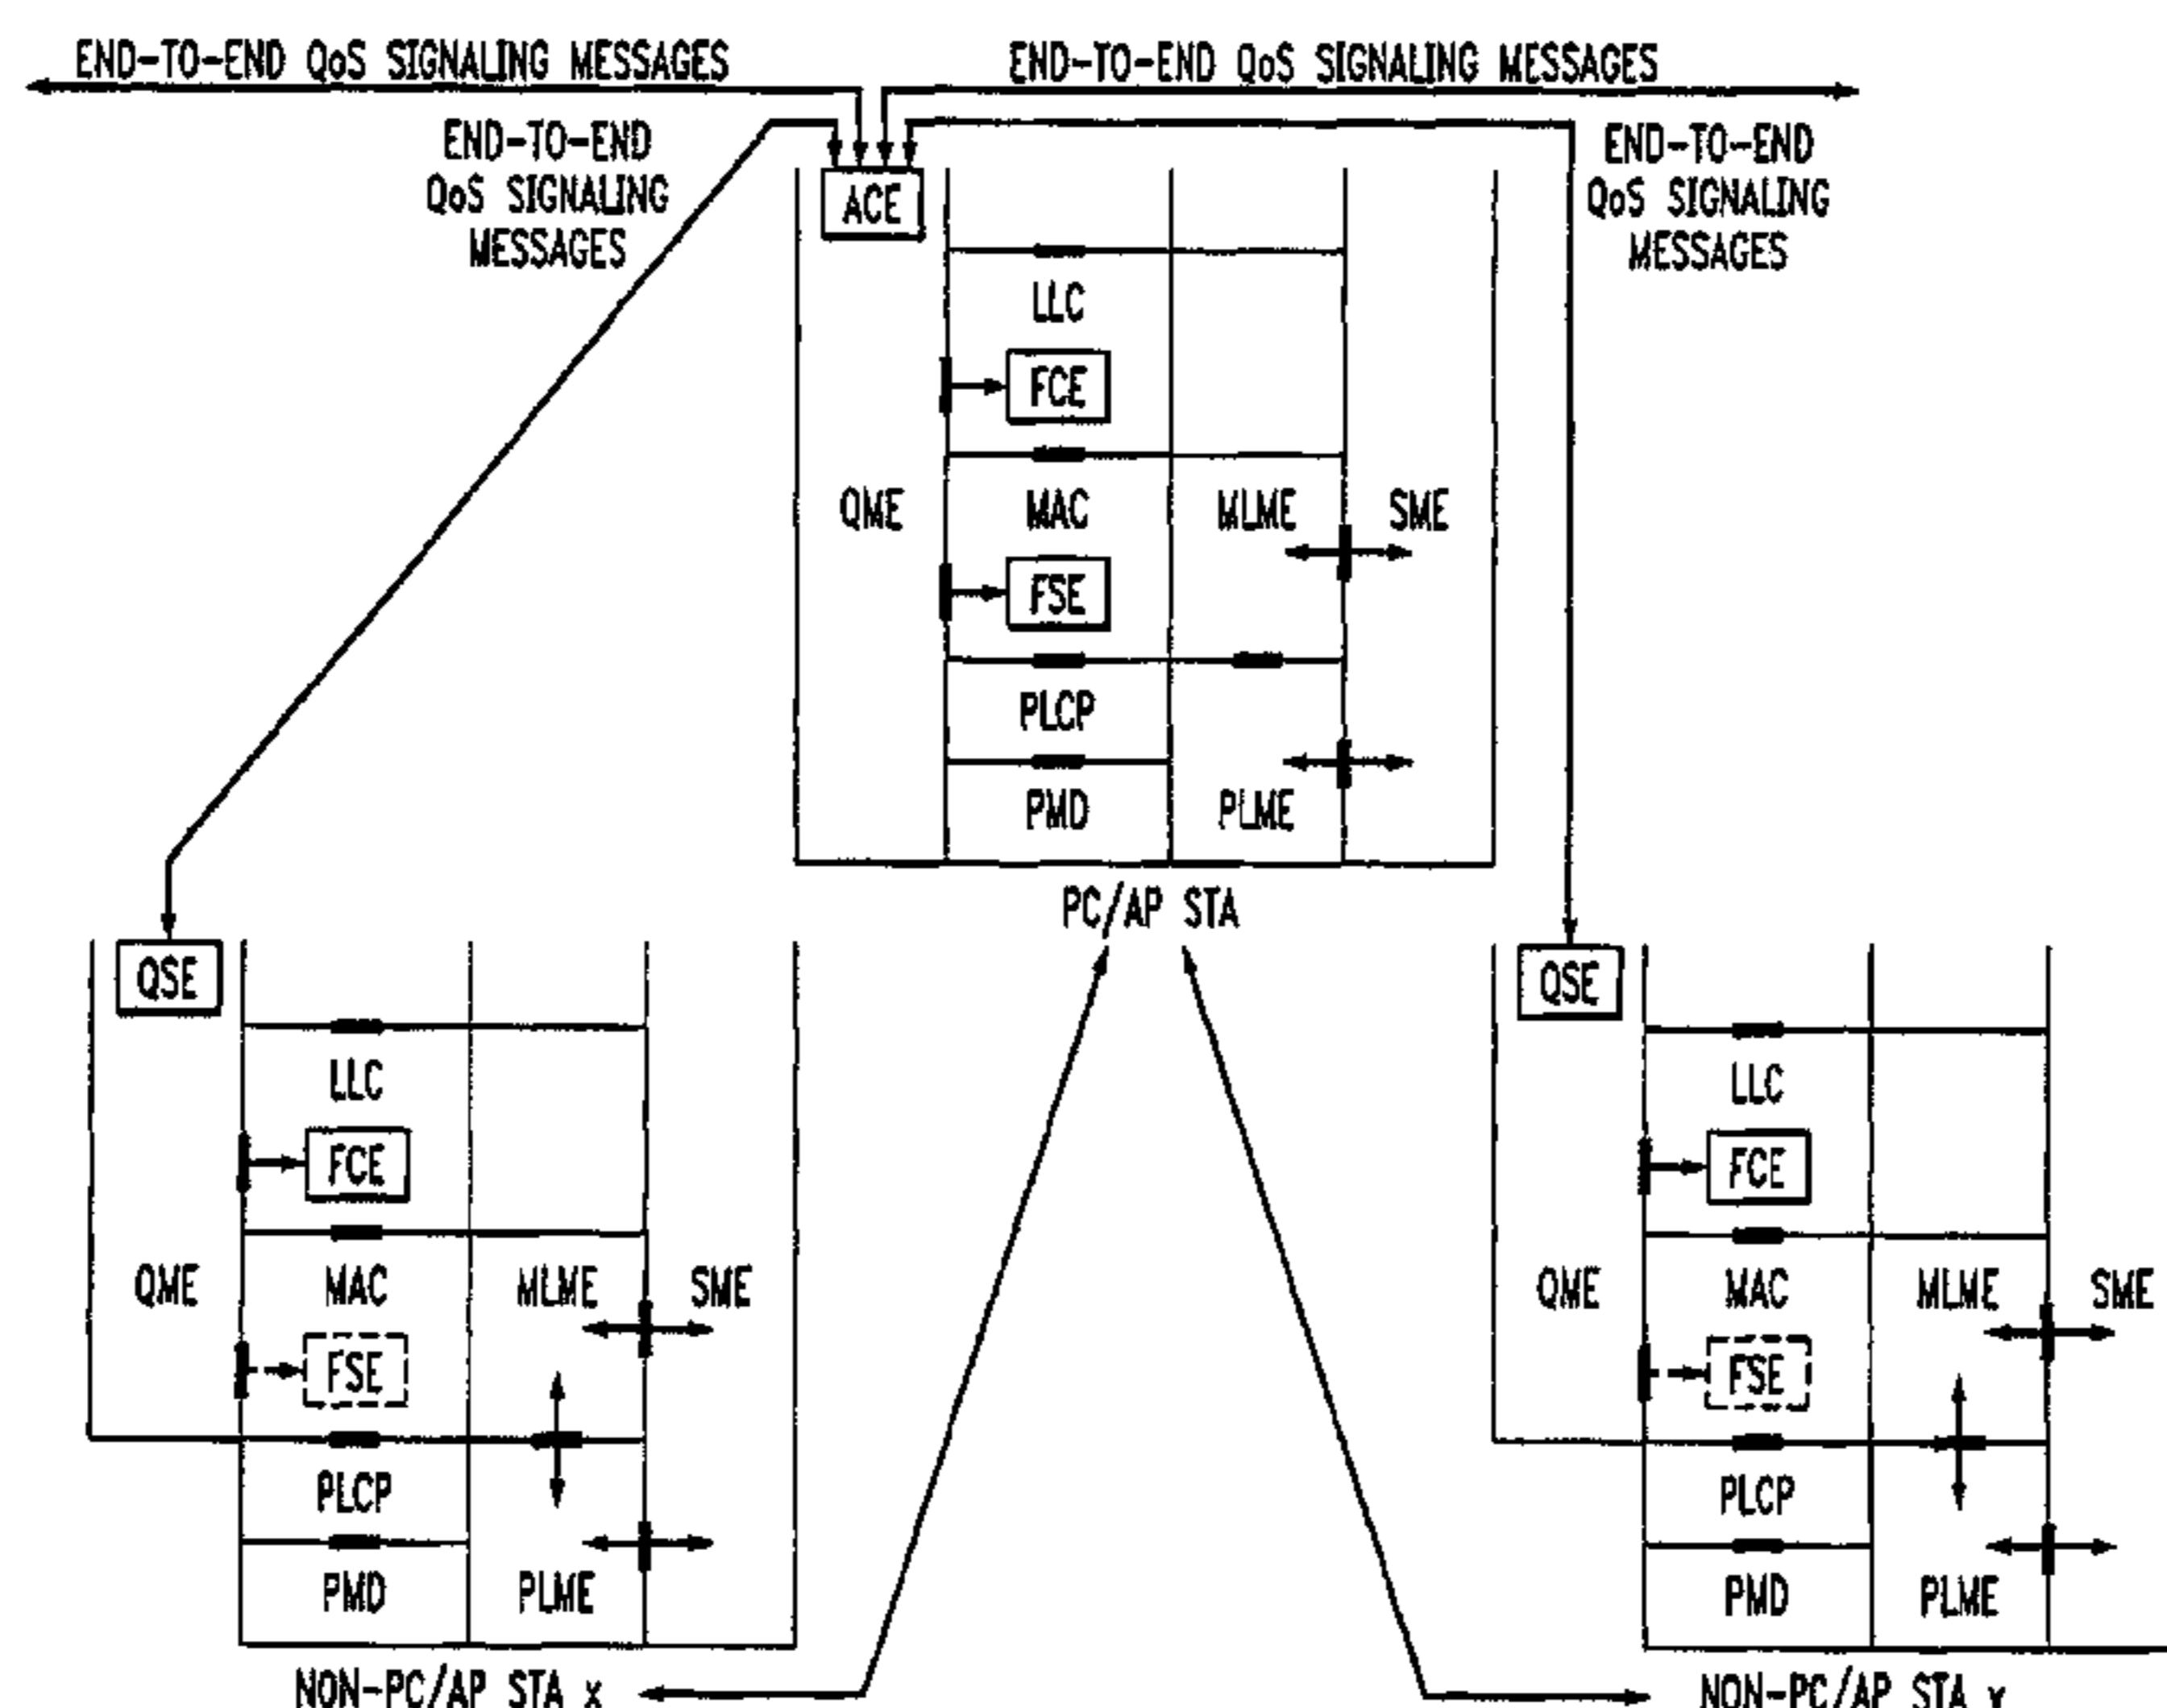 END-TO-END QoS SIGNALING MESSAGES
END-TO-END QoS SIGNALING MESSAGES
END-TO-END
QoS SIGNALING
MESSAGES
END-TO-END
QoS SIGNALING
MESSAGES
ACE
LLC
FCE
QME
MAC
MLME
SME
FSE
PLCP
PMD
PLME
PC/AP STA
QSE
LLC
FCE
QME
MAC
MLME
SME
FSE
PLCP
PMD
PLME
NON-PC/AP STA x
QSE
LLC
FCE
QME
MAC
MLME
SME
FSE
PLCP
PMD
PLME
NON-PC/AP STA